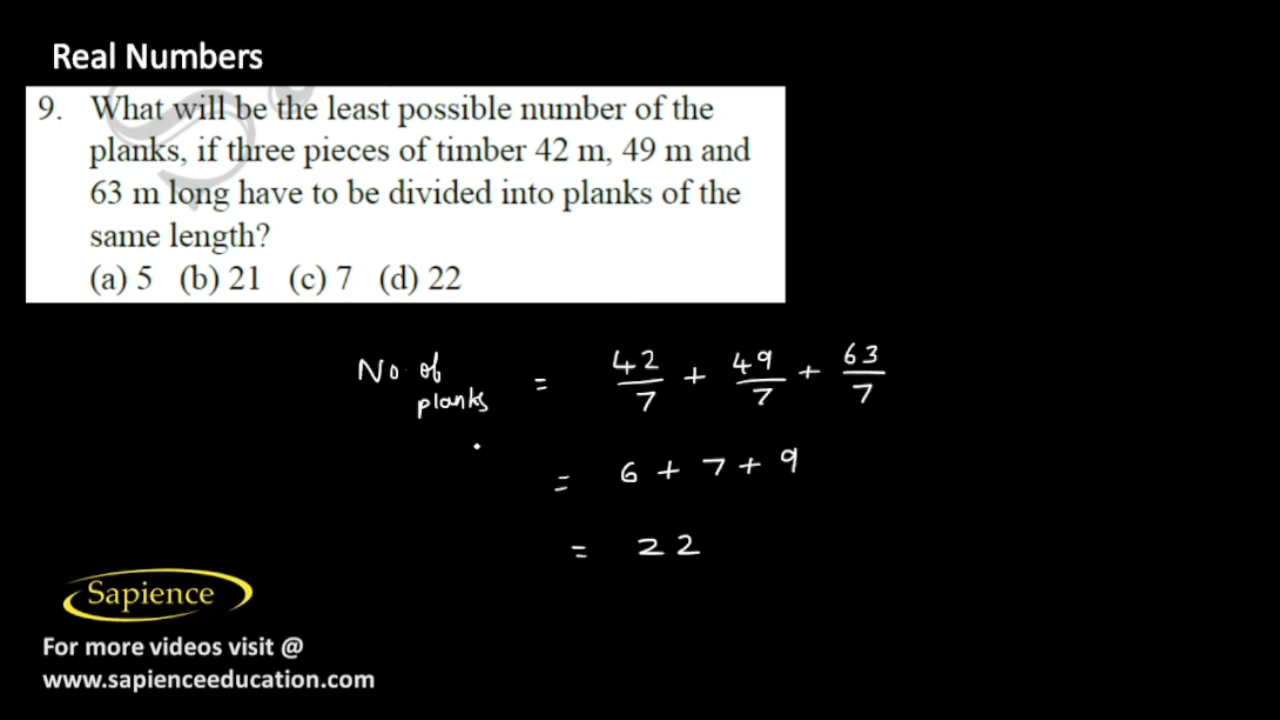 Real Numbers
9. What will be the least possible number of the
planks, if three pieces of timber 42 m, 49 m and
63 m long have to be divided into planks of the
same length?
(a) 5 (b) 21 (c) 7 (d) 22
No. of planks = 42/7 + 49/7 + 63/7
= 6 + 7 + 9
= 22
Sapience
For more videos visit @
www.sapienceeducation.com